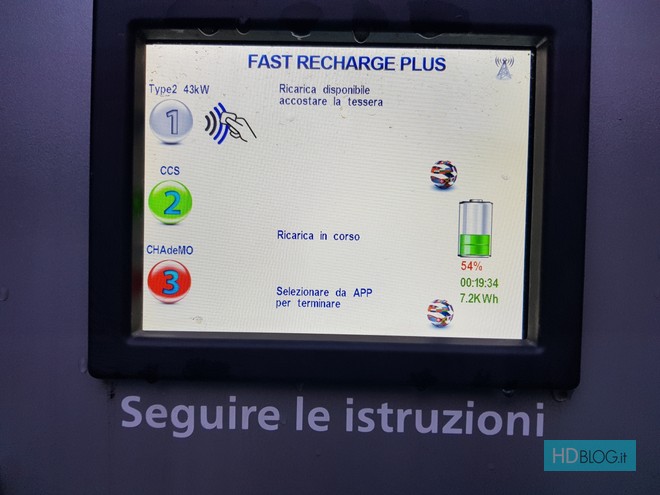 FAST RECHARGE PLUS
Type2 43kW
1
Ricarica disponibile
accostare la tessera
CCS
2
Ricarica in corso
54%
00:19:34
7.2KWh
CHAdeMO
3
Selezionare da APP
per terminare
Seguire le istruzioni
HDBLOG.it